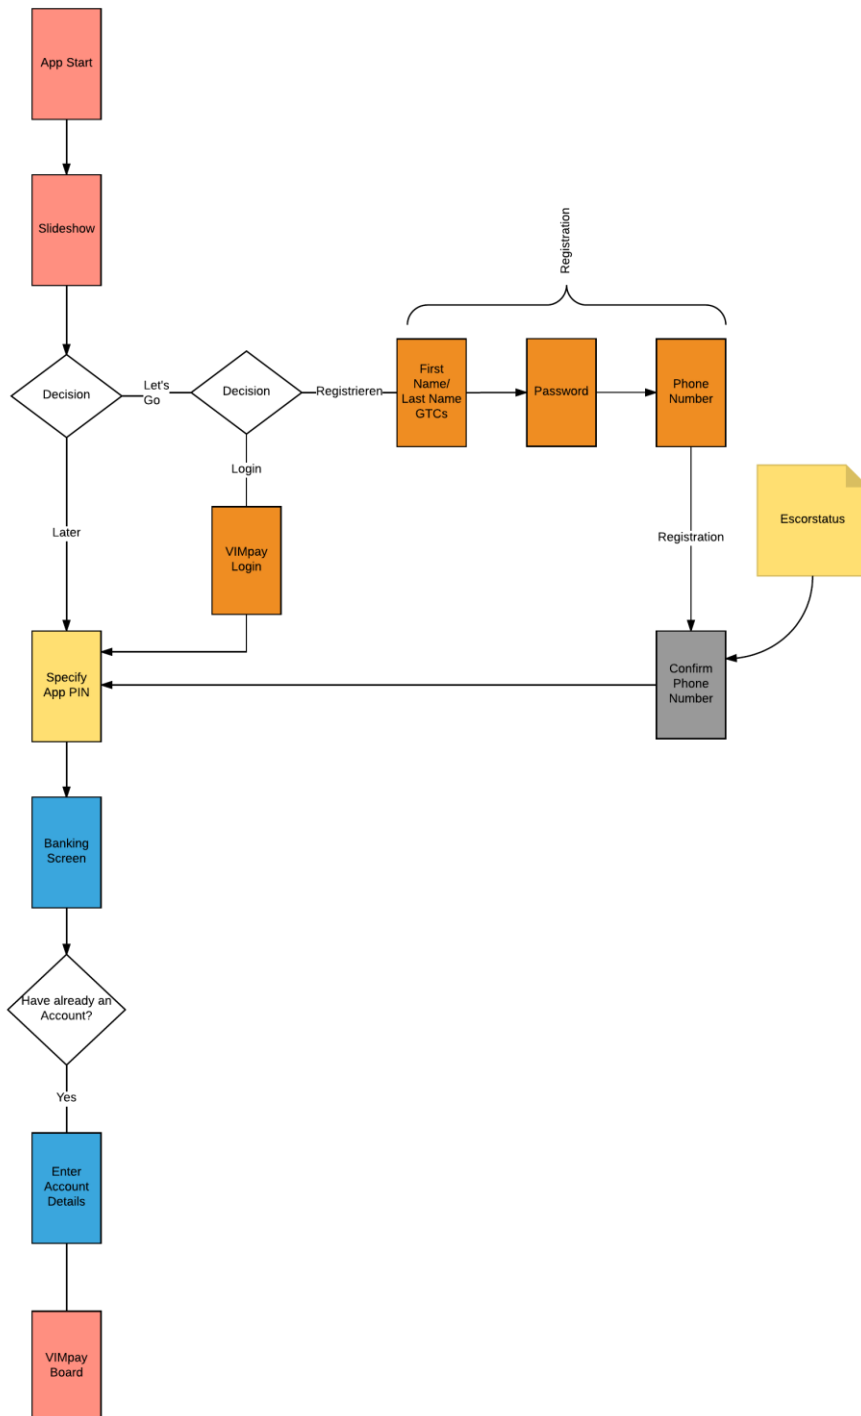 App Start
Slideshow
Registration
Decision
Let's
Go
Decision
Registrieren
First
Name/
Last Name
GTCs
Password
Phone
Number
Login
Escorstatus
Later
VIMpay
Login
Registration
Specify
App PIN
Confirm
Phone
Number
Banking
Screen
Have already an
Account?
Yes
Enter
Account
Details
VIMpay
Board